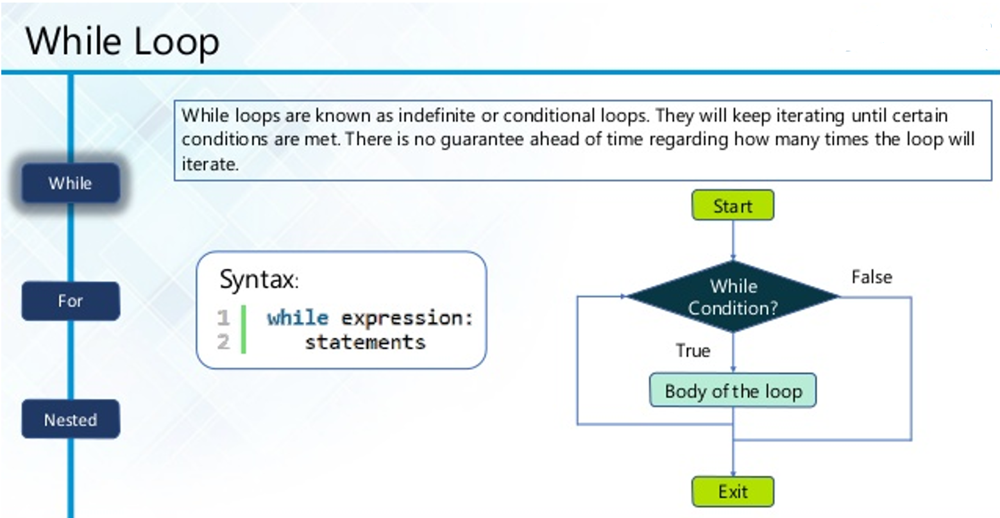 While Loop
While loops are known as indefinite or conditional loops. They will keep iterating until certain
conditions are met. There is no guarantee ahead of time regarding how many times the loop will
iterate.
While
For
Nested
Syntax:
1 while expression:
2 statements
Start
While
Condition?
False
True
Body of the loop
Exit